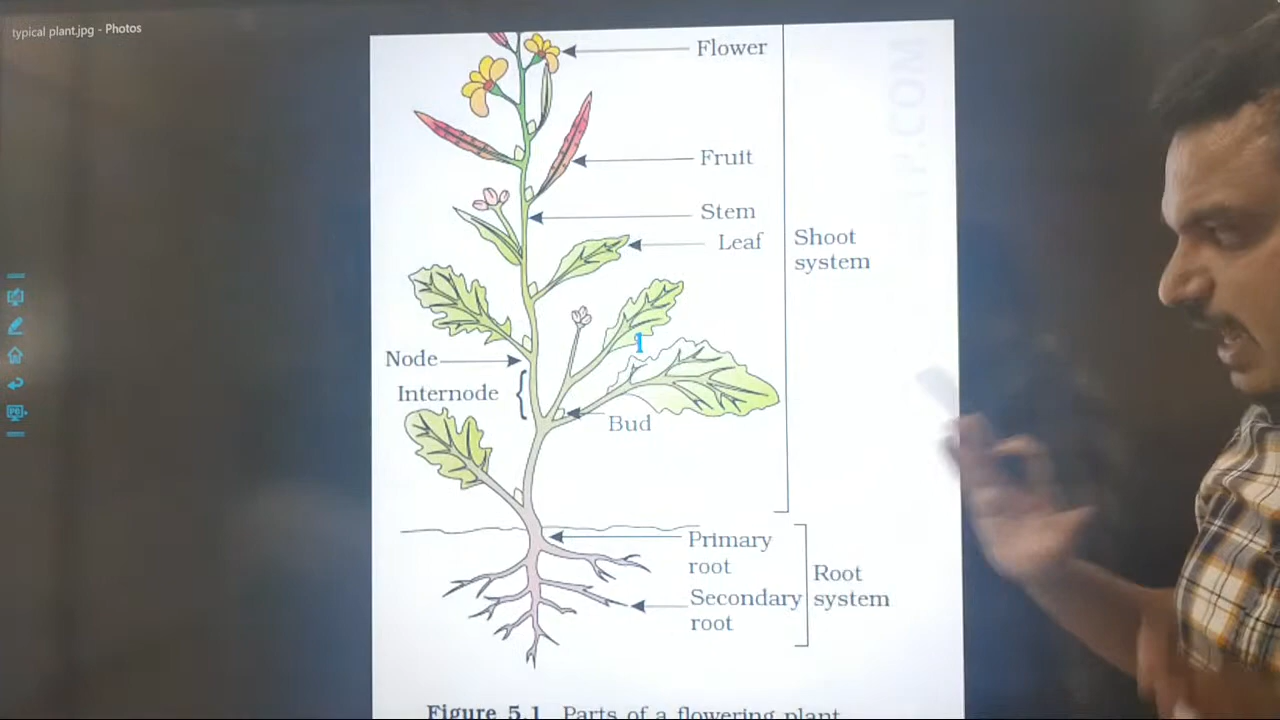 typical plant.jpg - Photos
Flower
Fruit
Stem
Leaf
Shoot
system
Node
1
Internode
Bud
Primary
root
Root
system
Secondary
root
Figure 5.1 Parts of a flowering plant